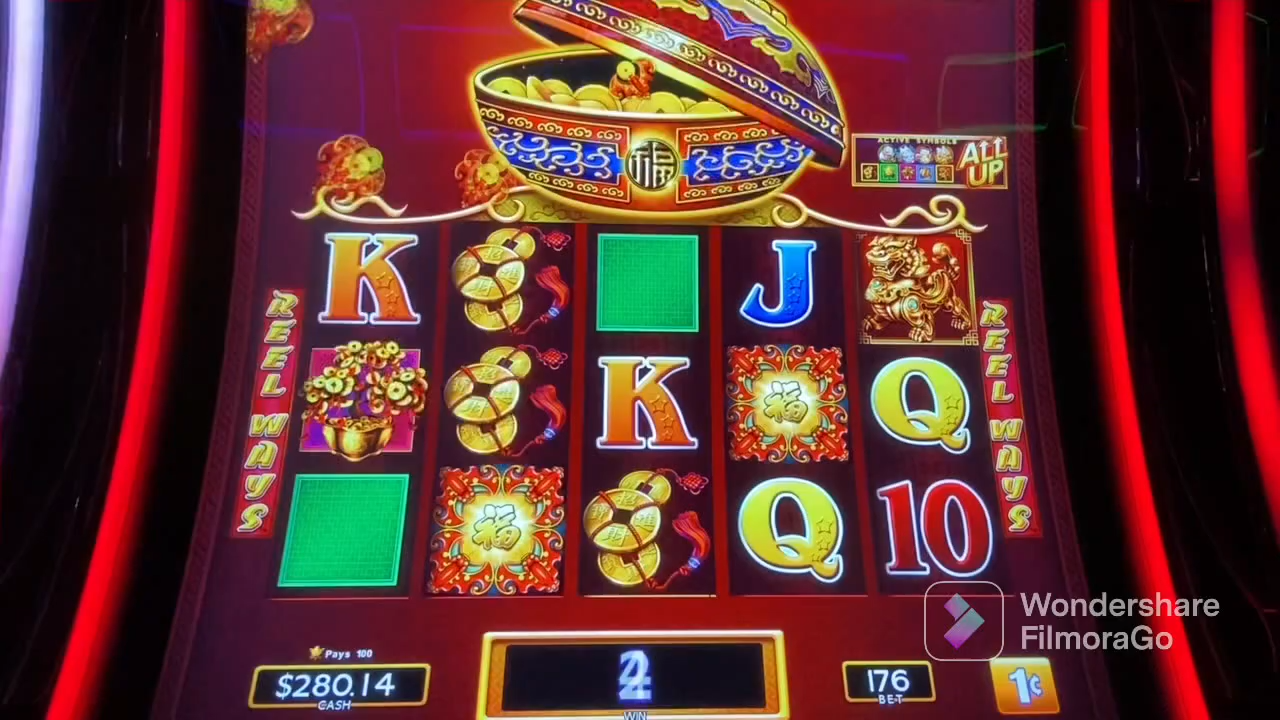 福
ACTIVE SYMBOLS
ALL UP
K
J
REEL WAYS
REEL WAYS
K
福
Q
福
Q
10
Wondershare
FilmoraGo
Pays 100
$280.14
CASH
WIN
176
BET
1¢